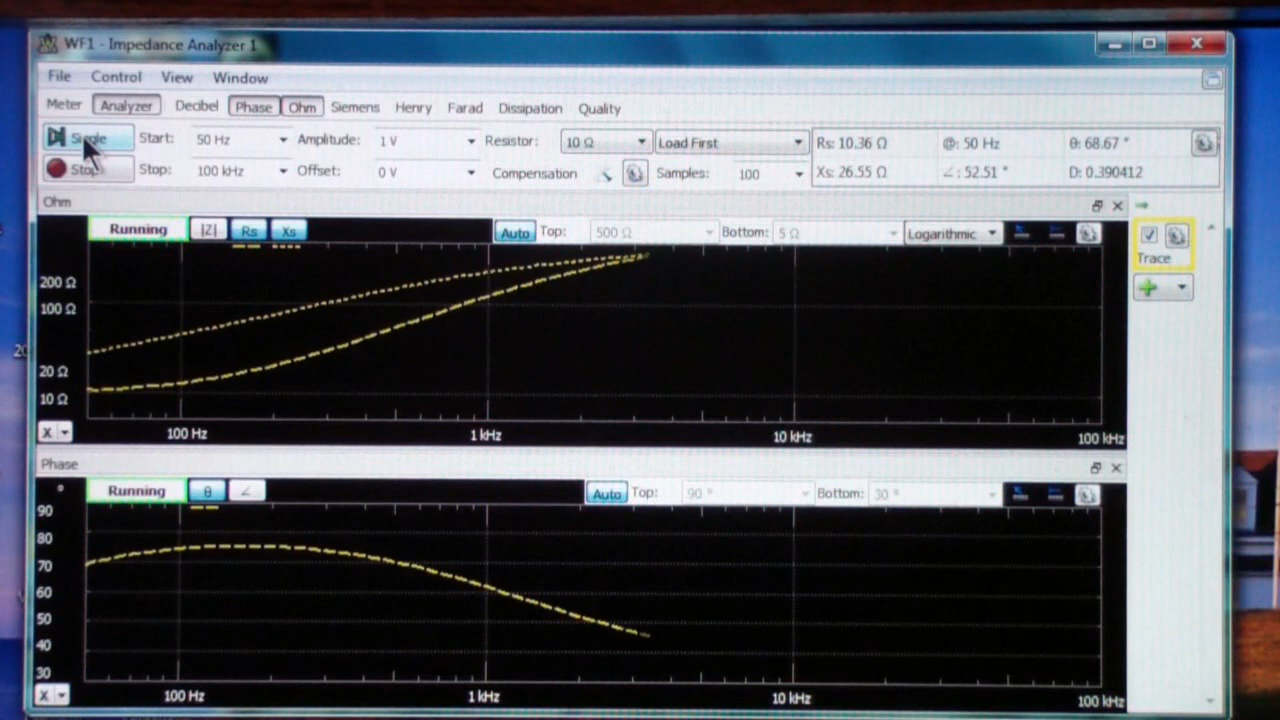 WF1 - Impedance Analyzer 1
File Control View Window
Meter Analyzer Decibel Phase Ohm Siemens Henry Farad Dissipation Quality
Single Start: 50 Hz Amplitude: 1 V Resistor: 10 Ω Load First Rs: 10.36 Ω @: 50 Hz θ: 68.67 °
Stop Stop: 100 kHz Offset: 0 V Compensation Samples: 100 Xs: 26.55 Ω ∠: 52.51 ° D: 0.390412
Ohm
Running |Z| Rs Xs Auto Top: 500 Ω Bottom: 5 Ω Logarithmic
Trace
200 Ω
100 Ω
20 Ω
10 Ω
X 100 Hz 1 kHz 10 kHz 100 kHz
Phase
Running θ ∠ Auto Top: 90 ° Bottom: 30 °
°
90
80
70
60
50
40
30
X 100 Hz 1 kHz 10 kHz 100 kHz